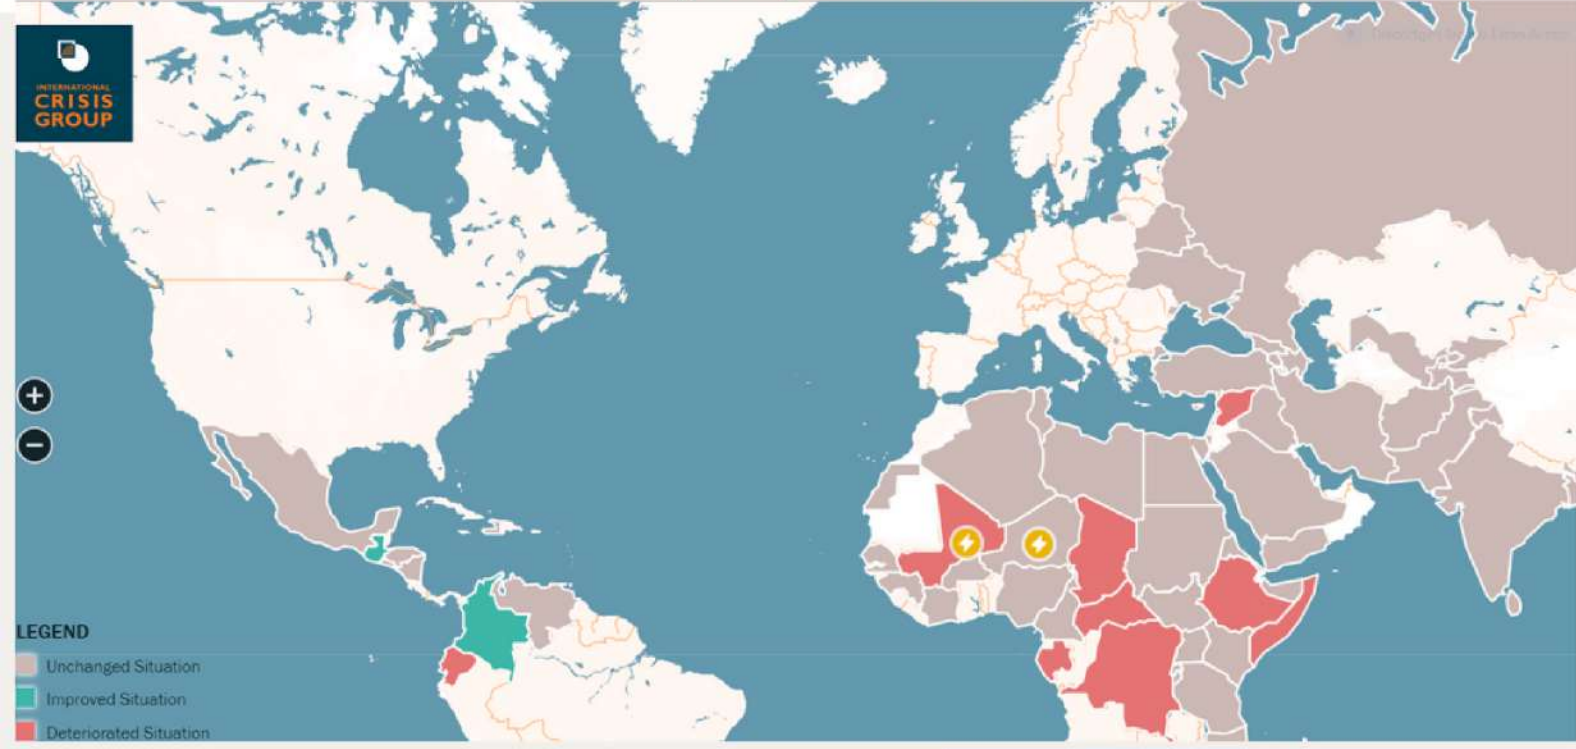 INTERNATIONAL
CRISIS
GROUP
LEGEND
Unchanged Situation
Improved Situation
Deteriorated Situation